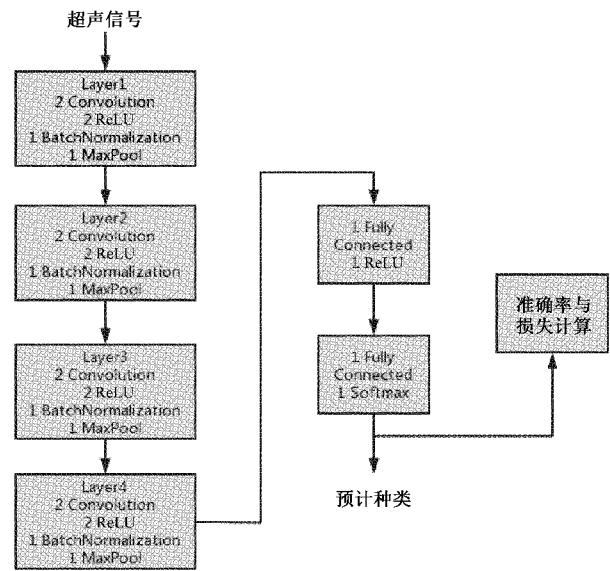 超声信号
Layer1
2 Convolution
2 ReLU
1 BatchNormalization
1 MaxPool
Layer2
2 Convolution
2 ReLU
1 BatchNormalization
1 MaxPool
Layer3
2 Convolution
2 ReLU
1 BatchNormalization
1 MaxPool
Layer4
2 Convolution
2 ReLU
1 BatchNormalization
1 MaxPool
1 Fully
Connected
1 ReLU
1 Fully
Connected
1 Softmax
预计种类
准确率与
损失计算